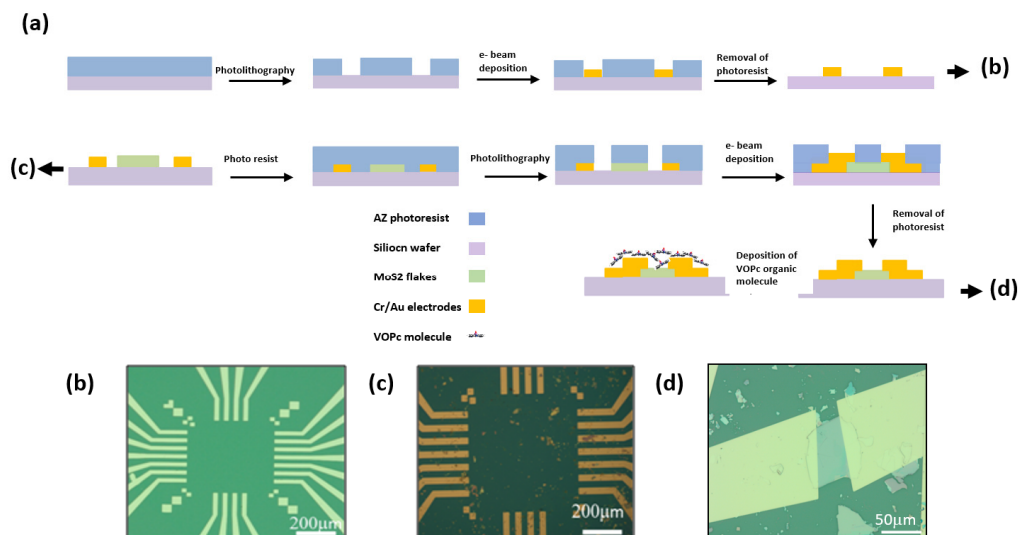 (a)
Photolithography
e- beam
deposition
Removal of
photoresist
(b)
(c)
Photo resist
Photolithography
e- beam
deposition
Removal of
photoresist
AZ photoresist
Siliocn wafer
MoS2 flakes
Cr/Au electrodes
VOPc molecule
Deposition of
VOPc organic
molecule
(d)
(b)
(c)
(d)
200μm
200μm
50μm